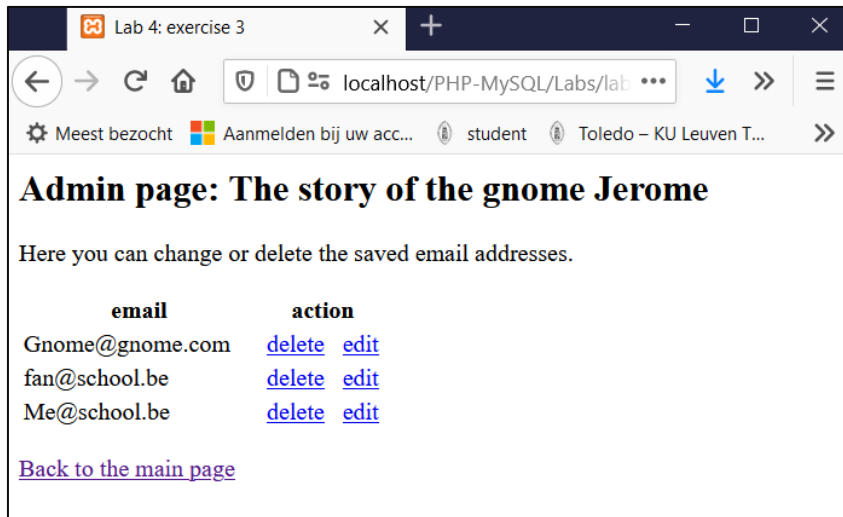 Lab 4: exercise 3
localhost/PHP-MySQL/Labs/lab
Meest bezocht Aanmelden bij uw acc... student Toledo – KU Leuven T...
Admin page: The story of the gnome Jerome
Here you can change or delete the saved email addresses.
email action
Gnome@gnome.com delete edit
fan@school.be delete edit
Me@school.be delete edit
Back to the main page